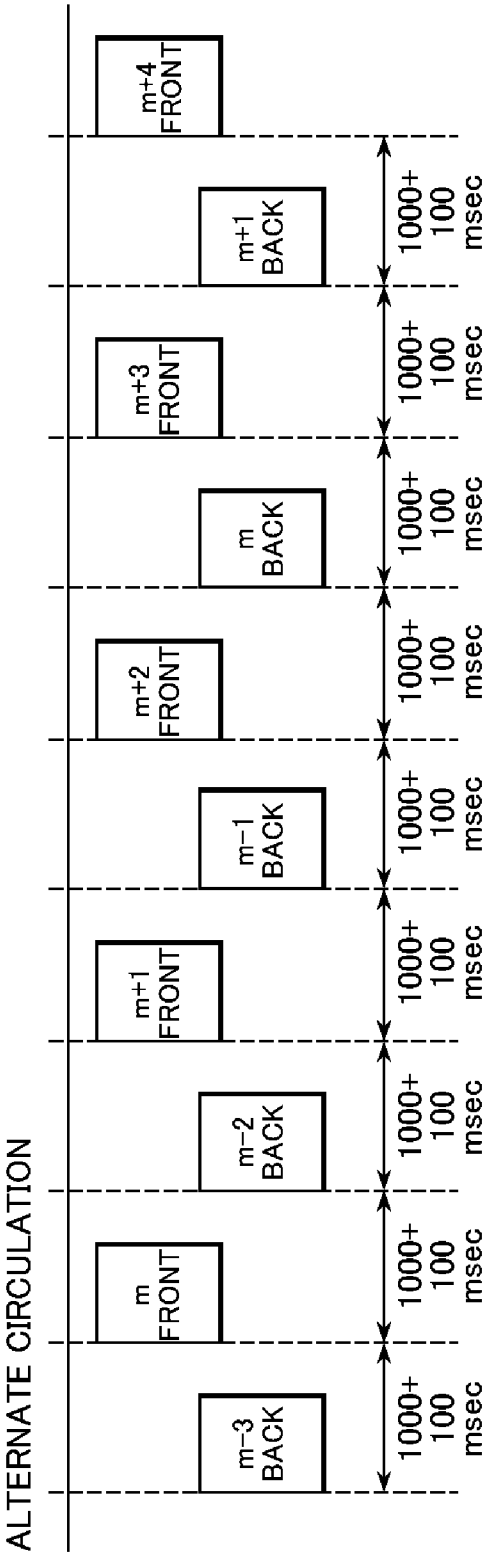 ALTERNATE CIRCULATION
m-3
BACK
m
FRONT
m-2
BACK
m+1
FRONT
m-1
BACK
m+2
FRONT
m
BACK
m+3
FRONT
m+1
BACK
m+4
FRONT
1000+
100
msec
1000+
100
msec
1000+
100
msec
1000+
100
msec
1000+
100
msec
1000+
100
msec
1000+
100
msec
1000+
100
msec
1000+
100
msec